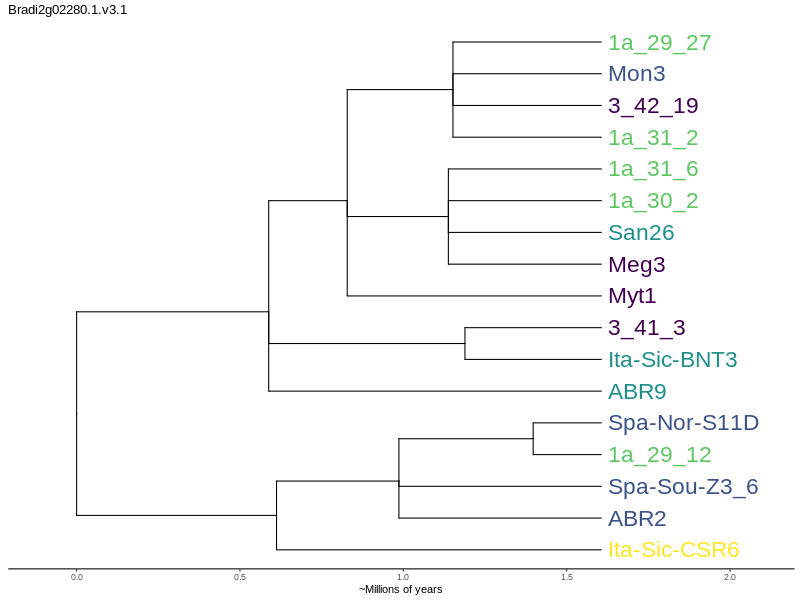 Bradi2g02280.1.v3.1
1a_29_27
Mon3
3_42_19
1a_31_2
1a_31_6
1a_30_2
San26
Meg3
Myt1
3_41_3
Ita-Sic-BNT3
ABR9
Spa-Nor-S11D
1a_29_12
Spa-Sou-Z3_6
ABR2
Ita-Sic-CSR6
0.0 0.5 1.0 1.5 2.0
~Millions of years